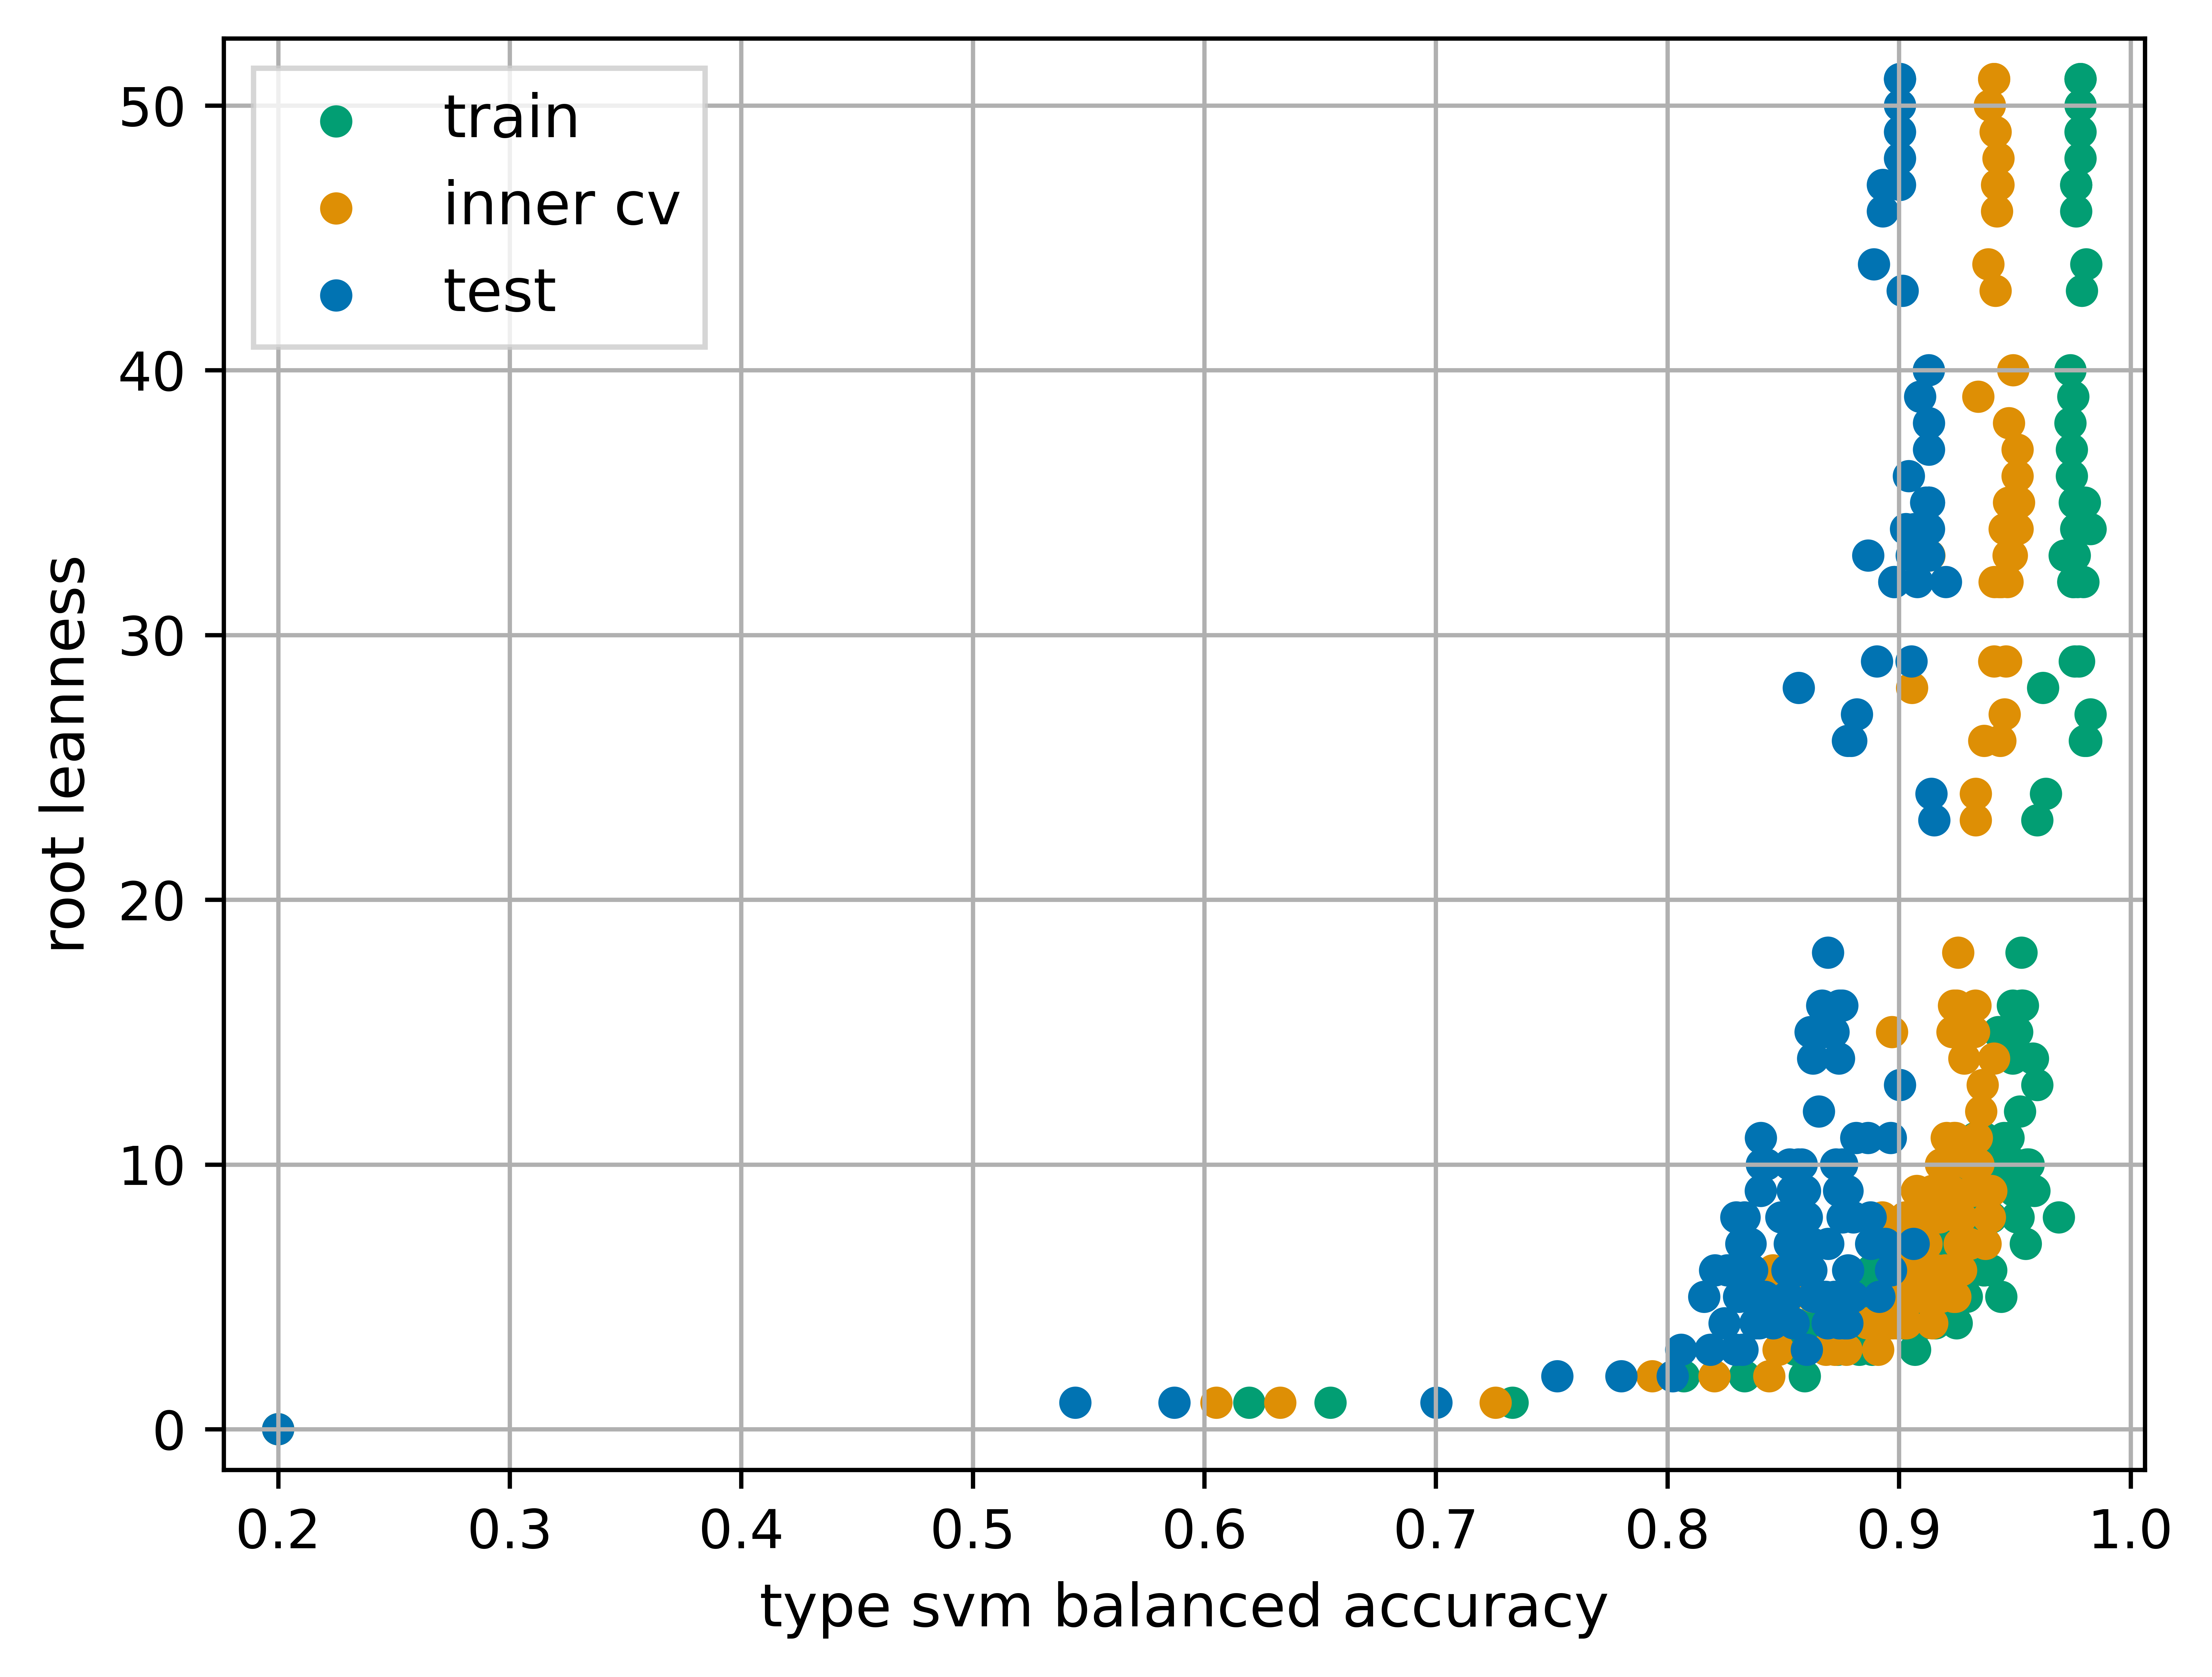 train
inner cv
test
50
40
30
20
10
0
root leanness
0.2 0.3 0.4 0.5 0.6 0.7 0.8 0.9 1.0
type svm balanced accuracy